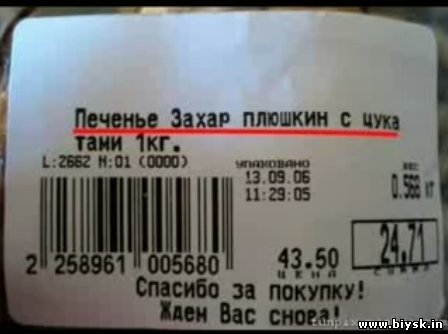 Печенье Захар плюшкин с цука
тами 1кг.
L:2662 М:01 (0000)
упаковано
13.09.06
11:29:05
вес
0.568 кг
43.50
цена
24.71
сумма
2 258961 005680
Спасибо за покупку!
Жден Вас снова!
www.biysk.in